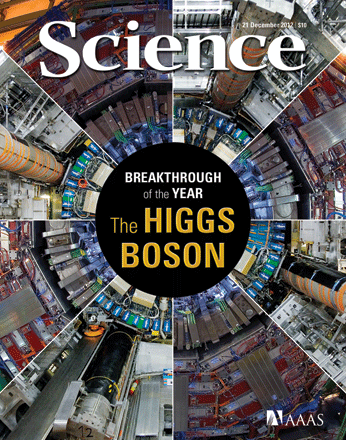 Science
21 December 2012 | $10
BREAKTHROUGH
of the YEAR
The HIGGS
BOSON
AAAS